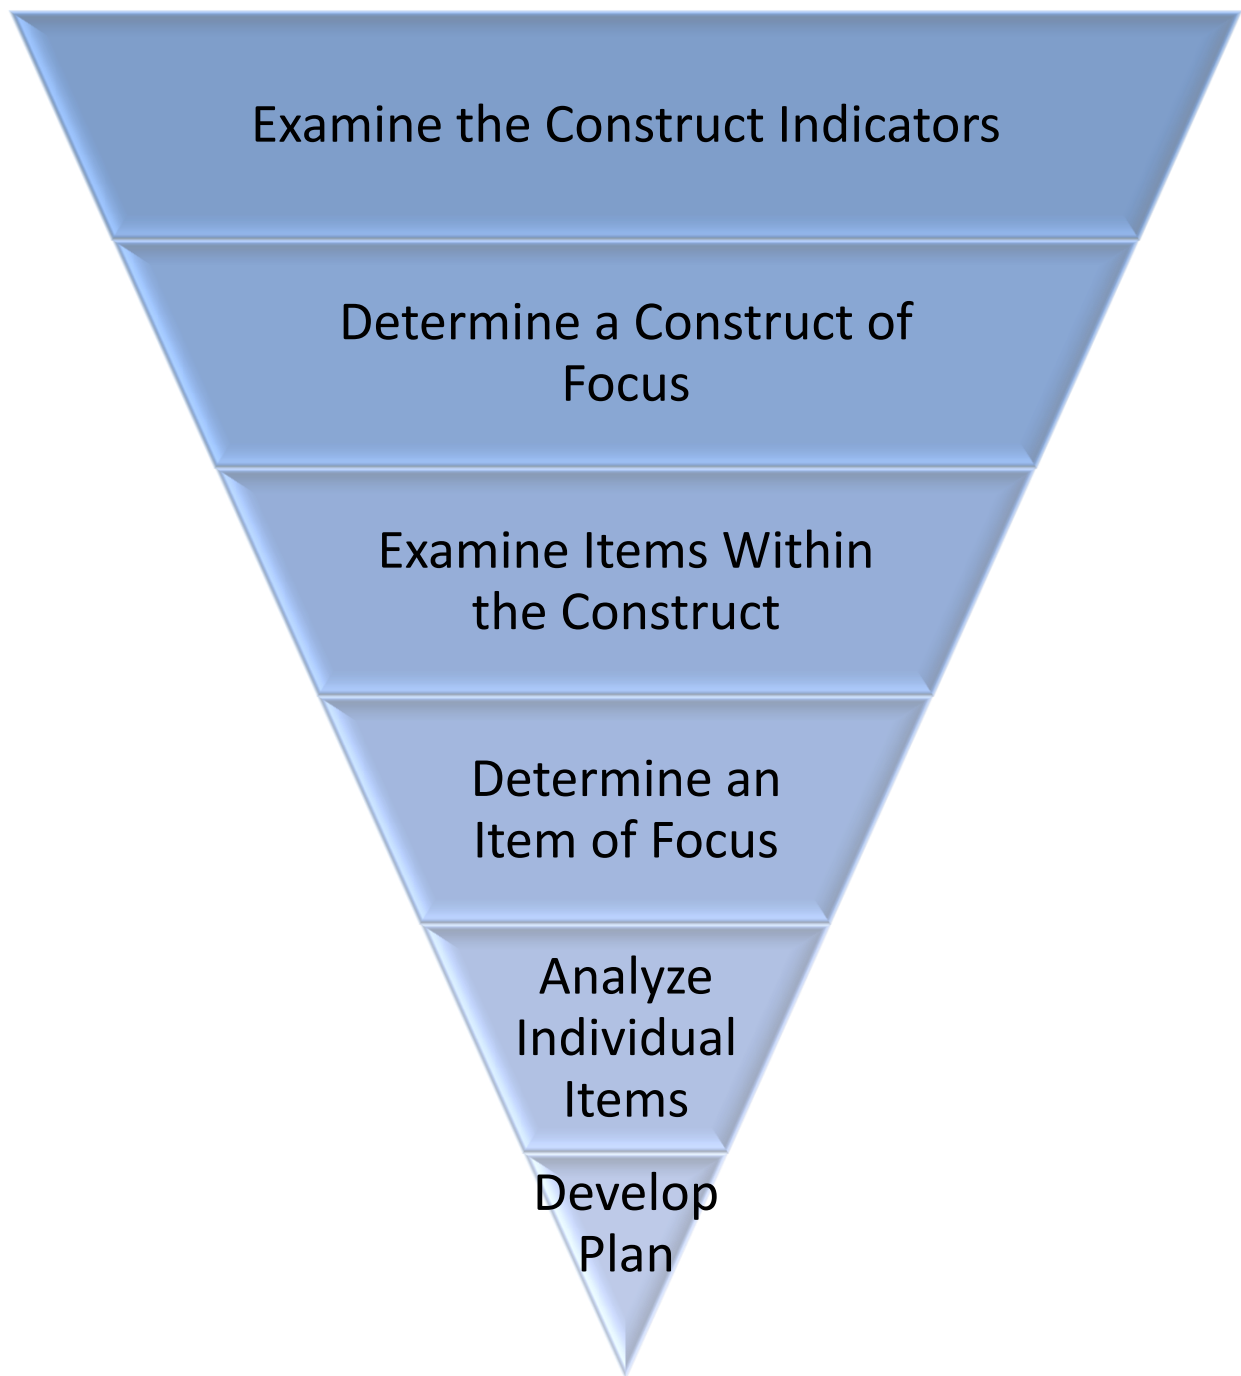 Examine the Construct Indicators
Determine a Construct of
Focus
Examine Items Within
the Construct
Determine an
Item of Focus
Analyze
Individual
Items
Develop
Plan